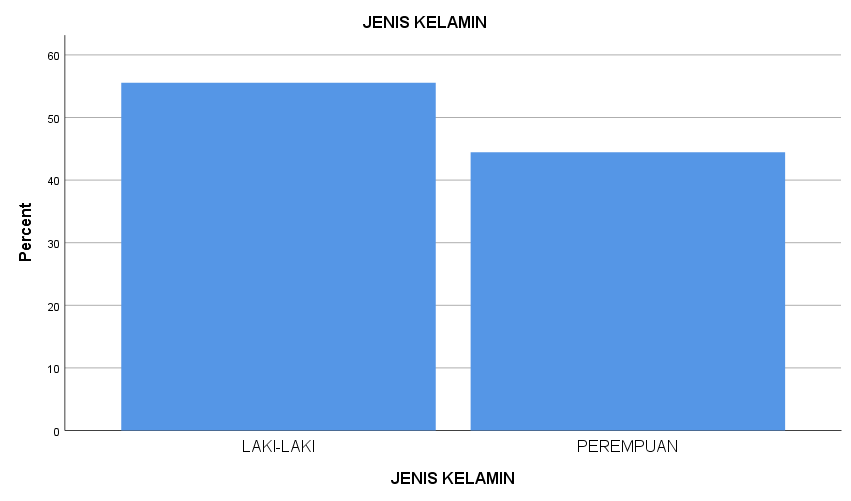 JENIS KELAMIN
60
50
40
30
20
10
0
Percent
LAKI-LAKI
PEREMPUAN
JENIS KELAMIN